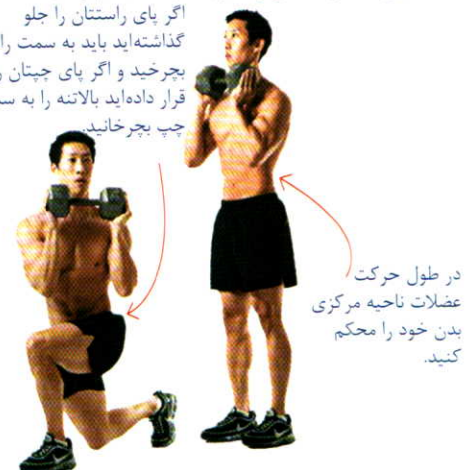 اگر پای راستتان را جلو
گذاشته‌اید باید به سمت را
بچرخید و اگر پای چپتان ر
قرار داده‌اید بالاتنه را به س
چپ بچرخانید.
در طول حرکت
عضلات ناحیه مرکزی
بدن خود را محکم
کنید.